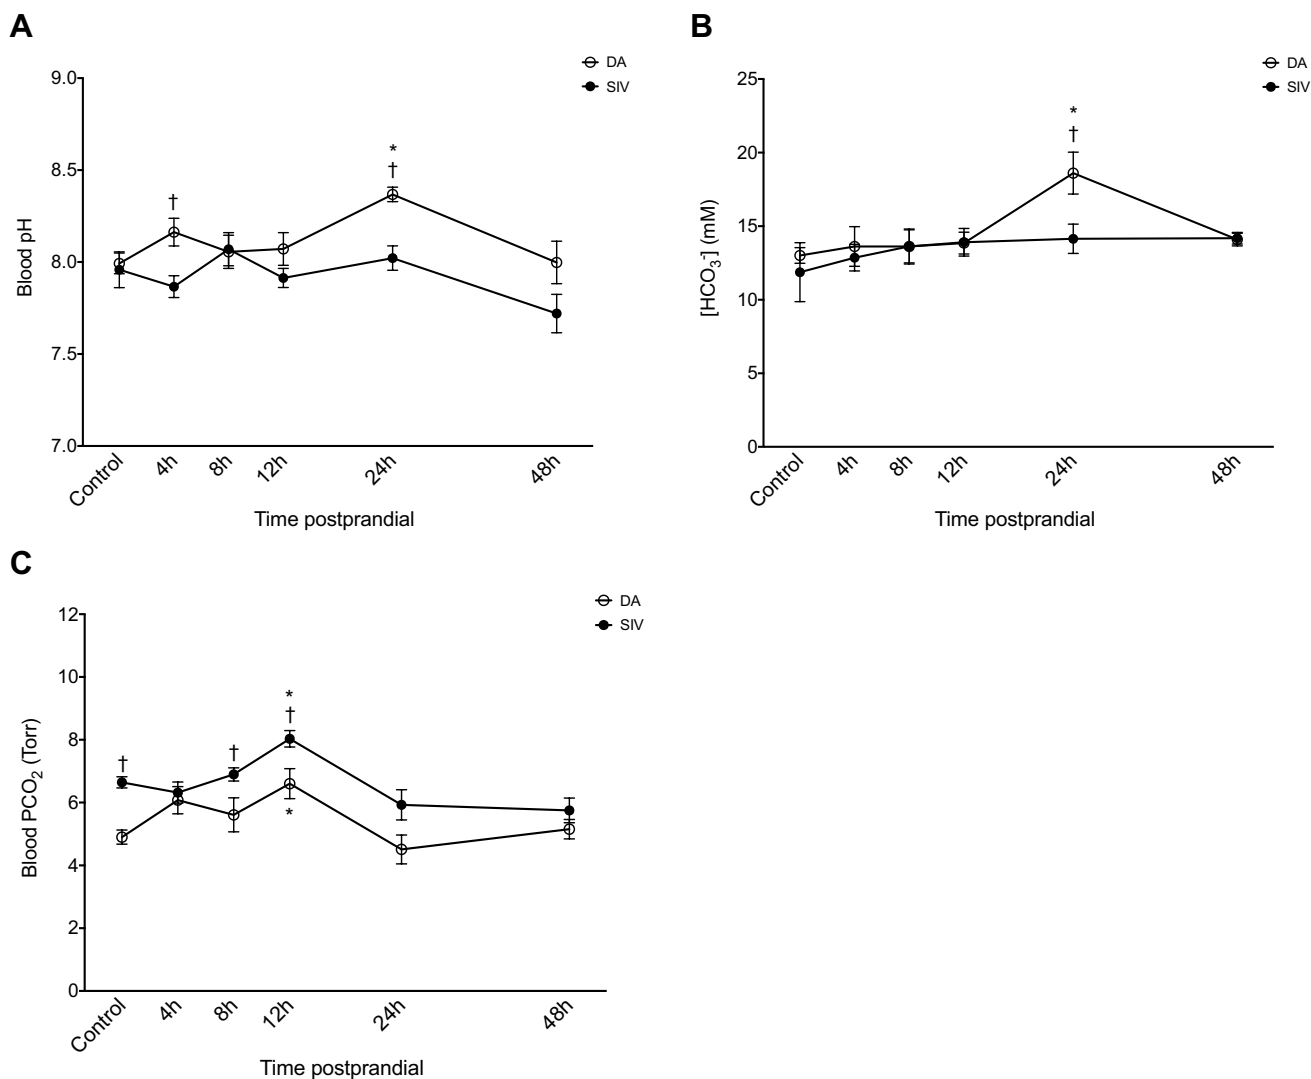 A
DA
SIV
9.0
8.5
8.0
7.5
7.0
Blood pH
*
†
†
Control
4h
8h
12h
24h
48h
Time postprandial
B
DA
SIV
25
20
15
10
5
0
[HCO₃⁻] (mM)
*
†
Control
4h
8h
12h
24h
48h
Time postprandial
C
DA
SIV
12
10
8
6
4
2
0
Blood PCO₂ (Torr)
*
†
†
†
*
Control
4h
8h
12h
24h
48h
Time postprandial